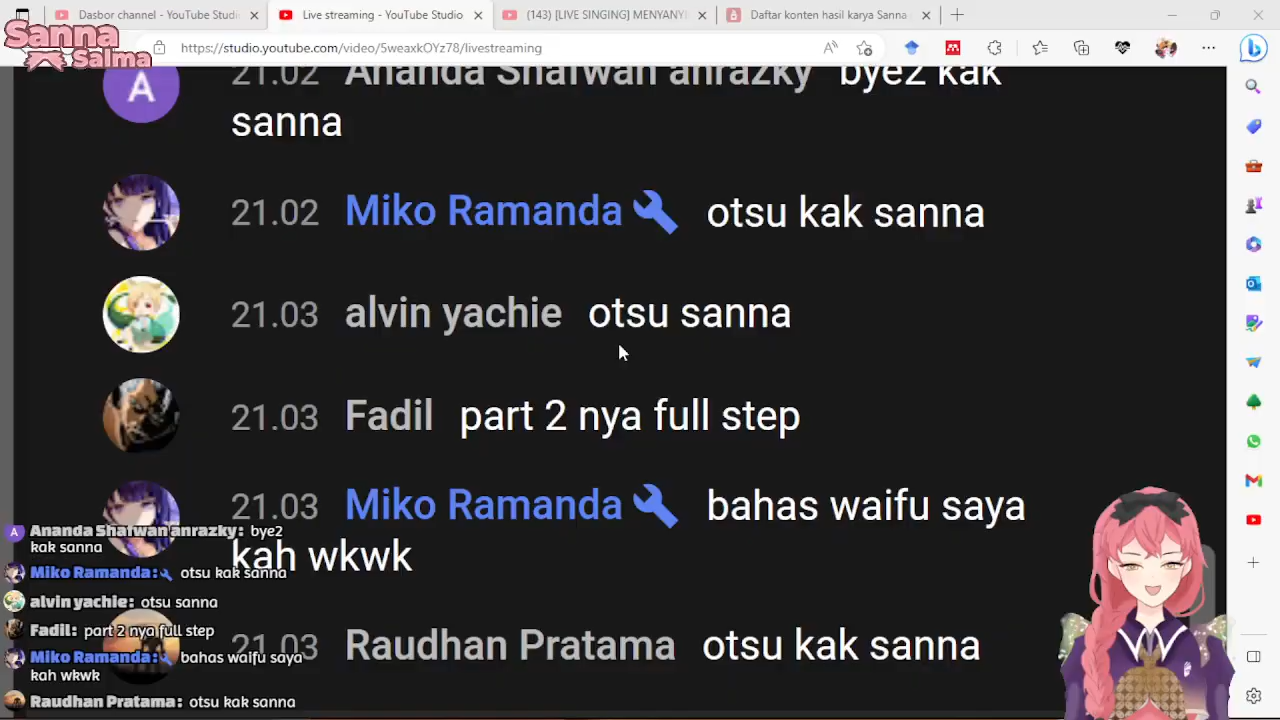 Dasbor channel - YouTube Stud
Live streaming - YouTube Studio
(143) [LIVE SINGING] MENYANY
Daftar konten hasil karya Sanna
Sanna
Salma
https://studio.youtube.com/video/5weaxkOYz78/livestreaming
A
21.02 Ananda Shafwan anrazky bye2 kak
sanna
21.02 Miko Ramanda otsu kak sanna
21.03 alvin yachie otsu sanna
21.03 Fadil part 2 nya full step
21.03 Miko Ramanda bahas waifu saya
kah wkwk
21.03 Raudhan Pratama otsu kak sanna
A Ananda Shafwan anrazky: bye2
kak sanna
Miko Ramanda: otsu kak sanna
alvin yachie: otsu sanna
Fadil: part 2 nya full step
Miko Ramanda: bahas waifu saya
kah wkwk
Raudhan Pratama: otsu kak sanna